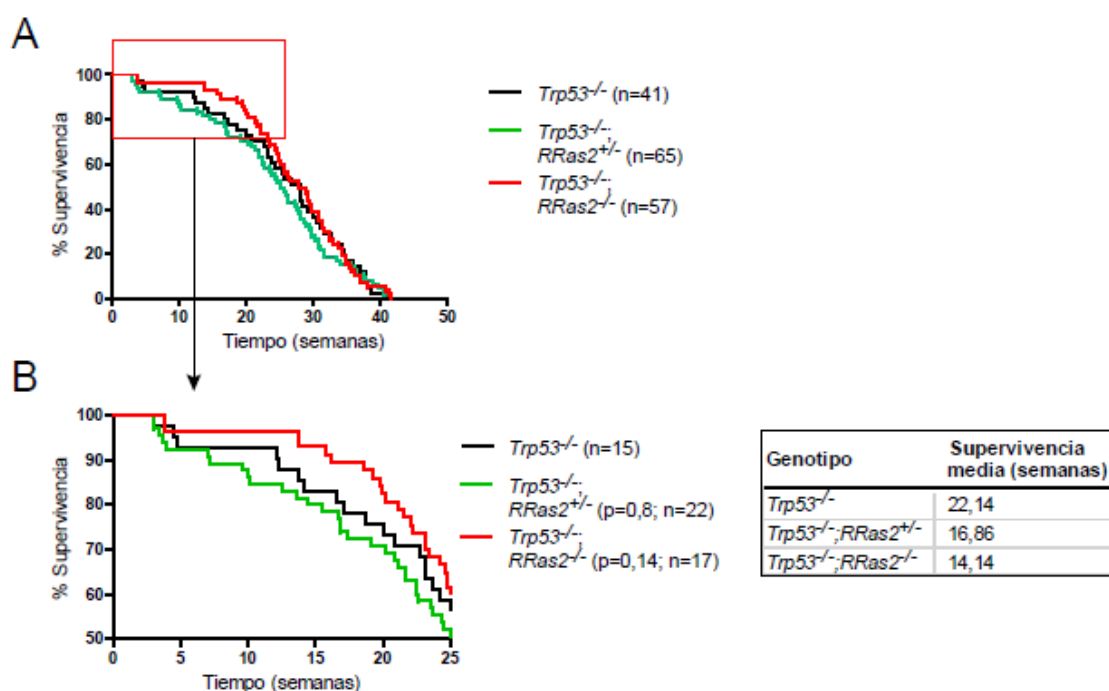 A
% Supervivencia
100
80
60
40
20
0
0 10 20 30 40 50
Tiempo (semanas)
Trp53-/- (n=41)
Trp53-/-;
RRas2+/- (n=65)
Trp53-/-;
RRas2-/- (n=57)
B
% Supervivencia
100
90
80
70
60
50
0 5 10 15 20 25
Tiempo (semanas)
Trp53-/- (n=15)
Trp53-/-;
RRas2+/- (p=0,8; n=22)
Trp53-/-;
RRas2-/- (p=0,14; n=17)
Genotipo Supervivencia
media (semanas)
Trp53-/- 22,14
Trp53-/-;RRas2+/- 16,86
Trp53-/-;RRas2-/- 14,14